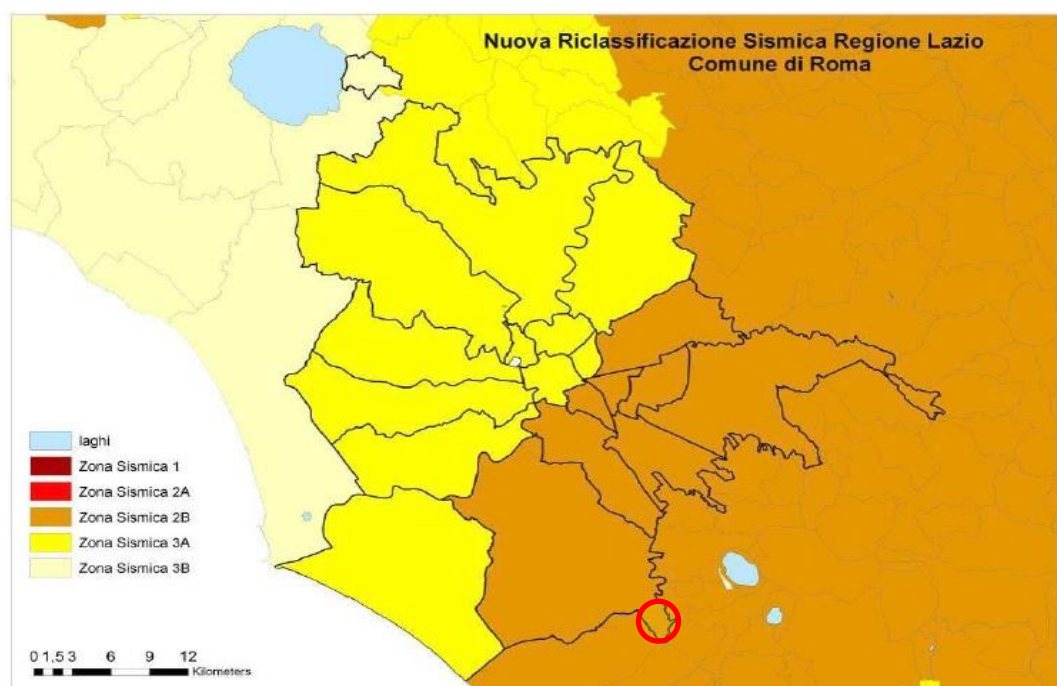 Nuova Riclassificazione Sismica Regione Lazio
Comune di Roma
laghi
Zona Sismica 1
Zona Sismica 2A
Zona Sismica 2B
Zona Sismica 3A
Zona Sismica 3B
0 1,5 3 6 9 12
Kilometers